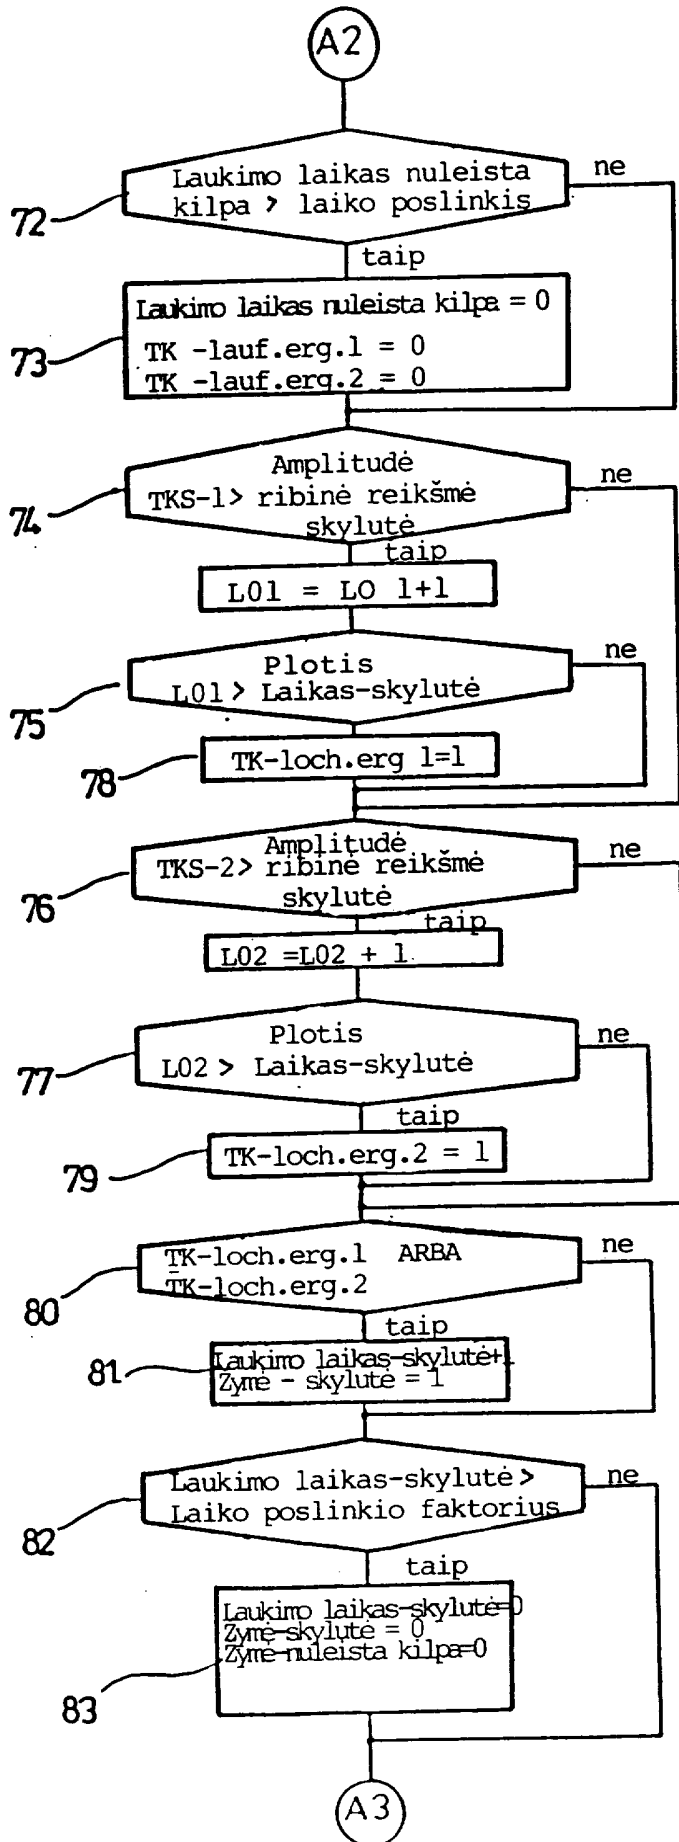 A2
Laukimo laikas nuleista
kilpa > laiko poslinkis
ne
72
taip
Laukimo laikas nuleista kilpa = 0
TK -lauf.erg.1 = 0
TK -lauf.erg.2 = 0
73
Amplitudė
TKS-1> ribinė reikšmė
skylutė
ne
74
taip
L01 = LO 1+1
Plotis
L01> Laikas-skylutė
ne
75
TK-loch.erg 1=1
78
Amplitudė
TKS-2> ribinė reikšmė
skylutė
ne
76
taip
L02 =L02 + 1
Plotis
L02 > Laikas-skylutė
ne
77
taip
TK-loch.erg.2 = 1
79
TK-loch.erg.1 ARBA
TK-loch.erg.2
ne
80
taip
81
Laukimo laikas-skylutė+1
Zymė - skylutė = 1
Laukimo laikas-skylutė>
Laiko poslinkio faktorius
ne
82
taip
Laukimo laikas-skylutė=0
Zymė-skylutė = 0
Zymė-nuleista kilpa=0
83
A3